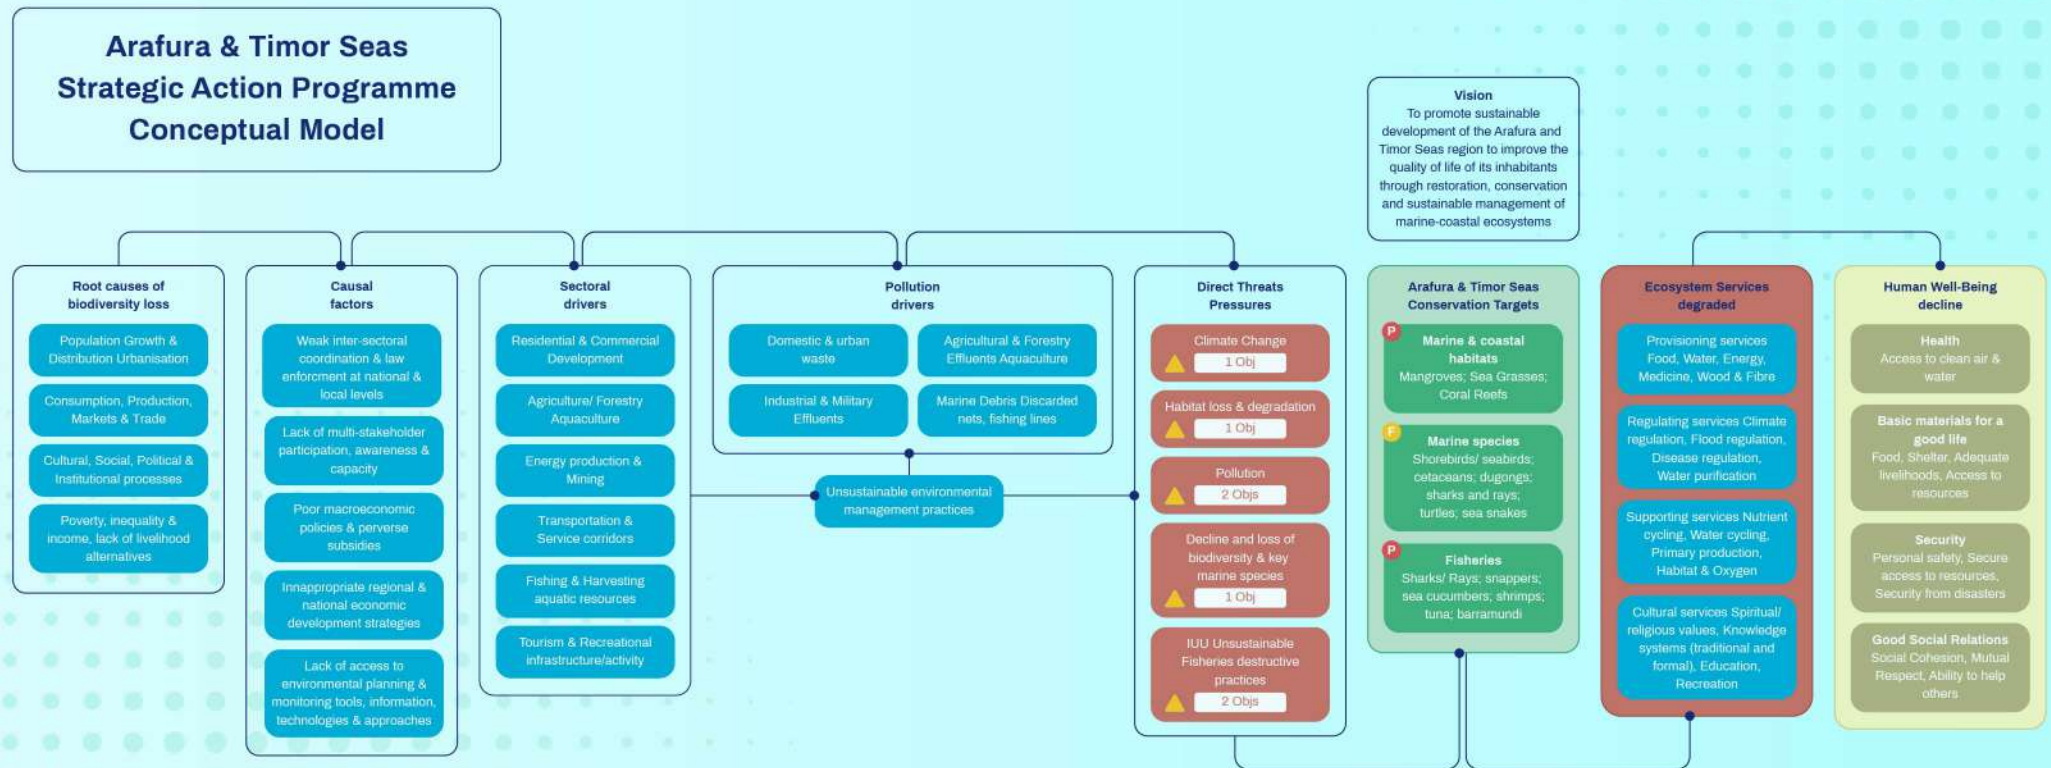 Arafura & Timor Seas
Strategic Action Programme
Conceptual Model
Vision
To promote sustainable
development of the Arafura and
Timor Seas region to improve the
quality of life of its inhabitants
through restoration, conservation
and sustainable management of
marine-coastal ecosystems
Root causes of
biodiversity loss
Population Growth &
Distribution Urbanisation
Consumption, Production,
Markets & Trade
Cultural, Social, Political &
Institutional processes
Poverty, inequality &
income, lack of livelihood
alternatives
Causal
factors
Weak inter-sectoral
coordination & law
enforcment at national &
local levels
Lack of multi-stakeholder
participation, awareness &
capacity
Poor macroeconomic
policies & perverse
subsidies
Innappropriate regional &
national economic
development strategies
Lack of access to
environmental planning &
monitoring tools, information,
technologies & approaches
Sectoral
drivers
Residential & Commercial
Development
Agriculture/ Forestry
Aquaculture
Energy production &
Mining
Transportation &
Service corridors
Fishing & Harvesting
aquatic resources
Tourism & Recreational
infrastructure/activity
Pollution
drivers
Domestic & urban
waste
Agricultural & Forestry
Effluents Aquaculture
Industrial & Military
Effluents
Marine Debris Discarded
nets, fishing lines
Unsustainable environmental
management practices
Direct Threats
Pressures
Climate Change
1 Obj
Habitat loss & degradation
1 Obj
Pollution
2 Objs
Decline and loss of
biodiversity & key
marine species
1 Obj
IUU Unsustainable
Fisheries destructive
practices
2 Objs
Arafura & Timor Seas
Conservation Targets
P
Marine & coastal
habitats
Mangroves; Sea Grasses;
Coral Reefs
F
Marine species
Shorebirds/ seabirds;
cetaceans; dugongs;
sharks and rays;
turtles; sea snakes
P
Fisheries
Sharks/ Rays; snappers;
sea cucumbers; shrimps;
tuna; barramundi
Ecosystem Services
degraded
Provisioning services
Food, Water, Energy,
Medicine, Wood & Fibre
Regulating services Climate
regulation, Flood regulation,
Disease regulation,
Water purification
Supporting services Nutrient
cycling, Water cycling,
Primary production,
Habitat & Oxygen
Cultural services Spiritual/
religious values, Knowledge
systems (traditional and
formal), Education,
Recreation
Human Well-Being
decline
Health
Access to clean air &
water
Basic materials for a
good life
Food, Shelter, Adequate
livelihoods, Access to
resources
Security
Personal safety, Secure
access to resources,
Security from disasters
Good Social Relations
Social Cohesion, Mutual
Respect, Ability to help
others